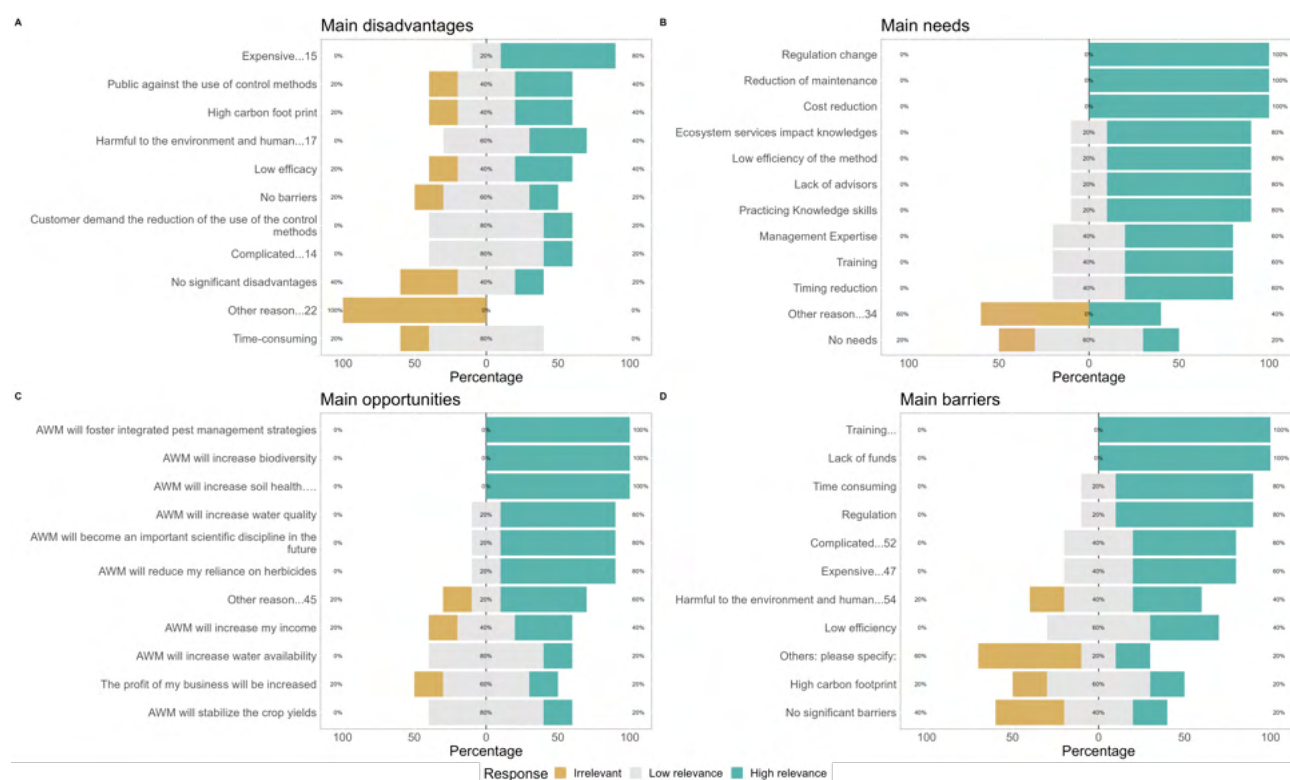 A
Main disadvantages
Expensive...15 0% 20% 80%
Public against the use of control methods 20% 40% 40%
High carbon foot print 20% 40% 40%
Harmful to the environment and human...17 0% 60% 40%
Low efficacy 20% 40% 40%
No barriers 20% 60% 20%
Customer demand the reduction of the use of the control
methods 0% 80% 20%
Complicated...14 0% 80% 20%
No significant disadvantages 40% 40% 20%
Other reason...22 100% 0% 0%
Time-consuming 20% 80% 0%
100 50 0 50 100
Percentage
B
Main needs
Regulation change 0% 0% 100%
Reduction of maintenance 0% 0% 100%
Cost reduction 0% 0% 100%
Ecosystem services impact knowledges 0% 20% 80%
Low efficiency of the method 0% 20% 80%
Lack of advisors 0% 20% 80%
Practicing Knowledge skills 0% 20% 80%
Management Expertise 0% 40% 60%
Training 0% 40% 60%
Timing reduction 0% 40% 60%
Other reason...34 60% 0% 40%
No needs 20% 60% 20%
100 50 0 50 100
Percentage
C
Main opportunities
AWM will foster integrated pest management strategies 0% 0% 100%
AWM will increase biodiversity 0% 0% 100%
AWM will increase soil health.... 0% 0% 100%
AWM will increase water quality 0% 20% 80%
AWM will become an important scientific discipline in the
future 0% 20% 80%
AWM will reduce my reliance on herbicides 0% 20% 80%
Other reason...45 20% 20% 60%
AWM will increase my income 20% 40% 40%
AWM will increase water availability 0% 80% 20%
The profit of my business will be increased 20% 60% 20%
AWM will stabilize the crop yields 0% 80% 20%
100 50 0 50 100
Percentage
D
Main barriers
Training... 0% 0% 100%
Lack of funds 0% 0% 100%
Time consuming 0% 20% 80%
Regulation 0% 20% 80%
Complicated...52 0% 40% 60%
Expensive...47 0% 40% 60%
Harmful to the environment and human...54 20% 40% 40%
Low efficiency 0% 60% 40%
Others: please specify: 60% 20% 20%
High carbon footprint 20% 60% 20%
No significant barriers 40% 40% 20%
100 50 0 50 100
Percentage
Response Irrelevant Low relevance High relevance